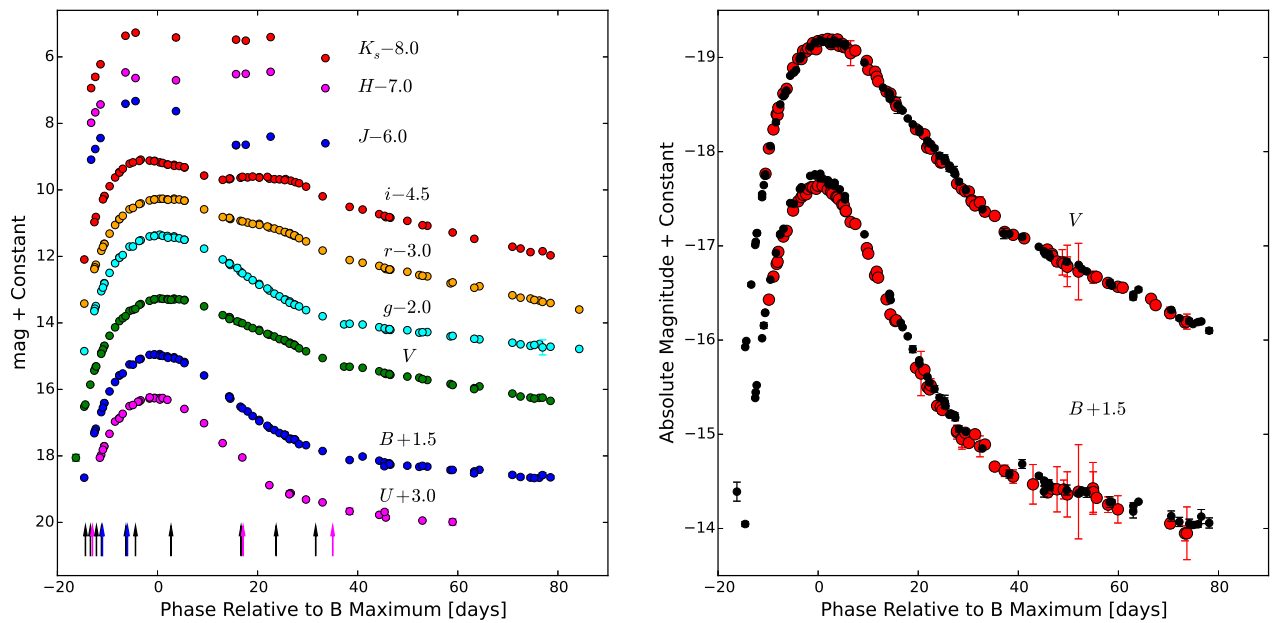 mag + Constant
6
8
10
12
14
16
18
20
K_s−8.0
H−7.0
J−6.0
i−4.5
r−3.0
g−2.0
V
B+1.5
U+3.0
−20 0 20 40 60 80
Phase Relative to B Maximum [days]
Absolute Magnitude + Constant
−19
−18
−17
−16
−15
−14
V
B+1.5
−20 0 20 40 60 80
Phase Relative to B Maximum [days]